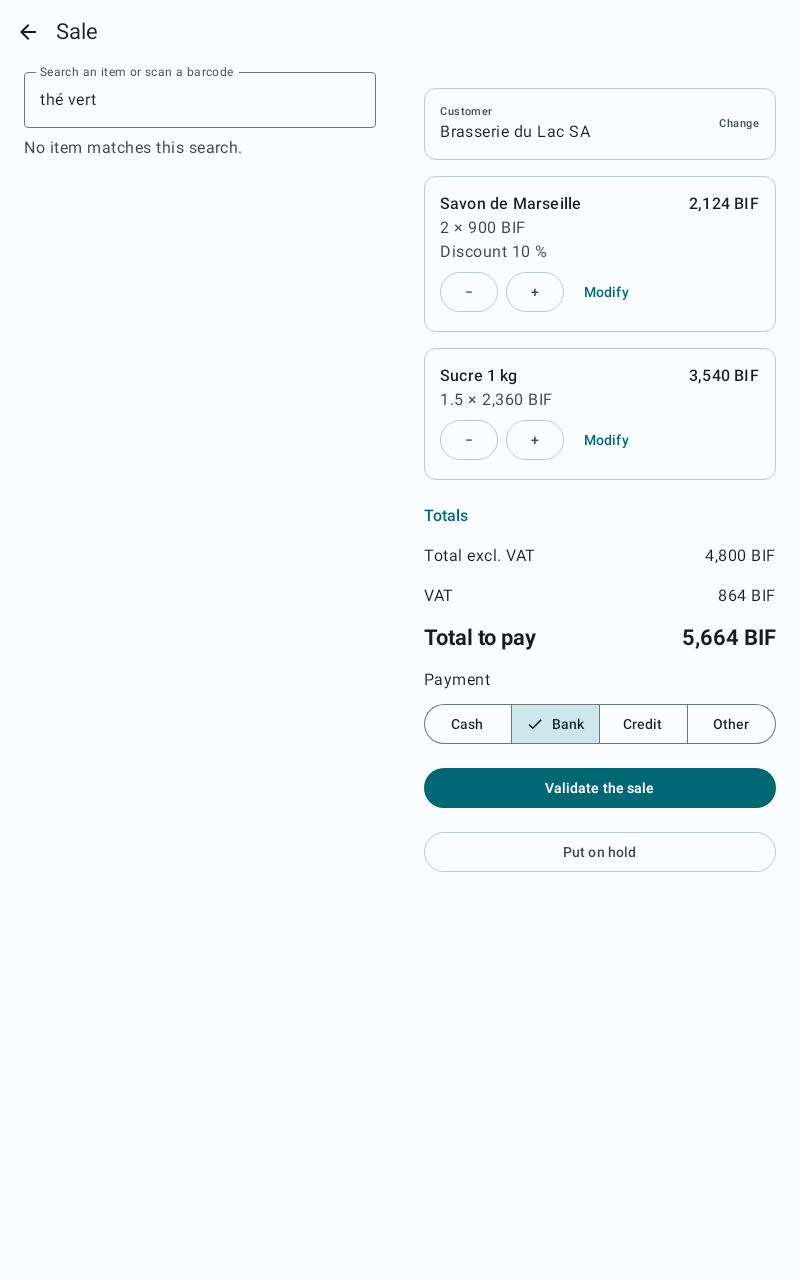 Sale
Search an item or scan a barcode
thé vert
No item matches this search.
Customer
Brasserie du Lac SA
Change
Savon de Marseille 2,124 BIF
2 × 900 BIF
Discount 10 %
− + Modify
Sucre 1 kg 3,540 BIF
1.5 × 2,360 BIF
− + Modify
Totals
Total excl. VAT 4,800 BIF
VAT 864 BIF
Total to pay 5,664 BIF
Payment
Cash Bank Credit Other
Validate the sale
Put on hold